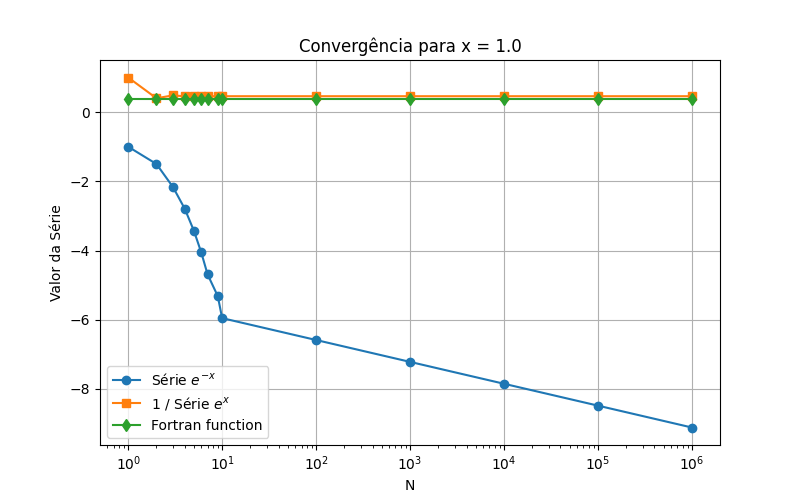 Convergência para x = 1.0
Valor da Série
0
−2
−4
−6
−8
Série $e^{-x}$
1 / Série $e^{x}$
Fortran function
10⁰ 10¹ 10² 10³ 10⁴ 10⁵ 10⁶
N